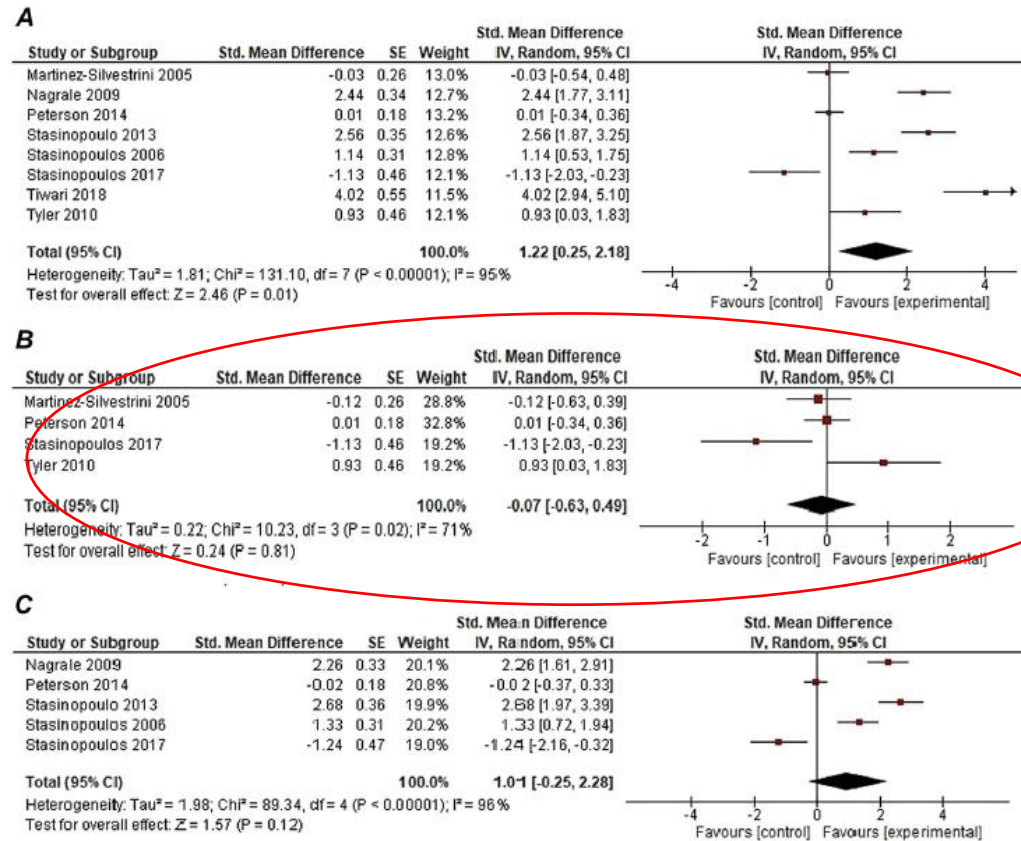 A
Std. Mean Difference Std. Mean Difference
Study or Subgroup Std. Mean Difference SE Weight IV, Random, 95% CI IV, Random, 95% CI
Martinez-Silvestrini 2005 -0.03 0.26 13.0% -0.03 [-0.54, 0.48]
Nagrale 2009 2.44 0.34 12.7% 2.44 [1.77, 3.11]
Peterson 2014 0.01 0.18 13.2% 0.01 [-0.34, 0.36]
Stasinopoulo 2013 2.56 0.35 12.6% 2.56 [1.87, 3.25]
Stasinopoulos 2006 1.14 0.31 12.8% 1.14 [0.53, 1.75]
Stasinopoulos 2017 -1.13 0.46 12.1% -1.13 [-2.03, -0.23]
Tiwari 2018 4.02 0.55 11.5% 4.02 [2.94, 5.10]
Tyler 2010 0.93 0.46 12.1% 0.93 [0.03, 1.83]
Total (95% CI) 100.0% 1.22 [0.25, 2.18]
Heterogeneity: Tau² = 1.81; Chi² = 131.10, df = 7 (P < 0.00001); I² = 95%
Test for overall effect: Z = 2.46 (P = 0.01)
-4 -2 0 2 4
Favours [control] Favours [experimental]
B
Std. Mean Difference Std. Mean Difference
Study or Subgroup Std. Mean Difference SE Weight IV, Random, 95% CI IV, Random, 95% CI
Martinez-Silvestrini 2005 -0.12 0.26 28.8% -0.12 [-0.63, 0.39]
Peterson 2014 0.01 0.18 32.8% 0.01 [-0.34, 0.36]
Stasinopoulos 2017 -1.13 0.46 19.2% -1.13 [-2.03, -0.23]
Tyler 2010 0.93 0.46 19.2% 0.93 [0.03, 1.83]
Total (95% CI) 100.0% -0.07 [-0.63, 0.49]
Heterogeneity: Tau² = 0.22; Chi² = 10.23, df = 3 (P = 0.02); I² = 71%
Test for overall effect: Z = 0.24 (P = 0.81)
-2 -1 0 1 2
Favours [control] Favours [experimental]
C
Std. Mean Difference Std. Mean Difference
Study or Subgroup Std. Mean Difference SE Weight IV, Random, 95% CI IV, Random, 95% CI
Nagrale 2009 2.26 0.33 20.1% 2.26 [1.61, 2.91]
Peterson 2014 -0.02 0.18 20.8% -0.02 [-0.37, 0.33]
Stasinopoulo 2013 2.68 0.36 19.9% 2.68 [1.97, 3.39]
Stasinopoulos 2006 1.33 0.31 20.2% 1.33 [0.72, 1.94]
Stasinopoulos 2017 -1.24 0.47 19.0% -1.24 [-2.16, -0.32]
Total (95% CI) 100.0% 1.01 [-0.25, 2.28]
Heterogeneity: Tau² = 1.98; Chi² = 89.34, df = 4 (P < 0.00001); I² = 96%
Test for overall effect: Z = 1.57 (P = 0.12)
-4 -2 0 2 4
Favours [control] Favours [experimental]